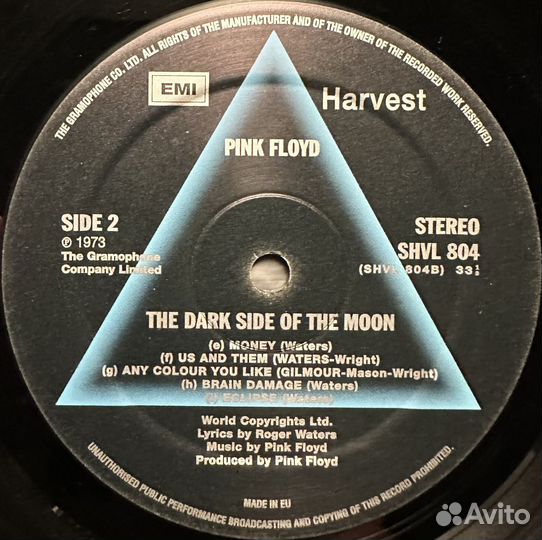 THE GRAMOPHONE CO. LTD. ALL RIGHTS OF THE MANUFACTURER AND OF THE OWNER OF THE RECORDED WORK RESERVED.
EMI
Harvest
PINK FLOYD
SIDE 2
℗ 1973
The Gramophone
Company Limited
STEREO
SHVL 804
(SHVL 804B) 33⅓
THE DARK SIDE OF THE MOON
(e) MONEY (Waters)
(f) US AND THEM (WATERS-Wright)
(g) ANY COLOUR YOU LIKE (GILMOUR-Mason-Wright)
(h) BRAIN DAMAGE (Waters)
(i) ECLIPSE (Waters)
World Copyrights Ltd.
Lyrics by Roger Waters
Music by Pink Floyd
Produced by Pink Floyd
MADE IN EU
UNAUTHORISED PUBLIC PERFORMANCE BROADCASTING AND COPYING OF THIS RECORD PROHIBITED.
Avito